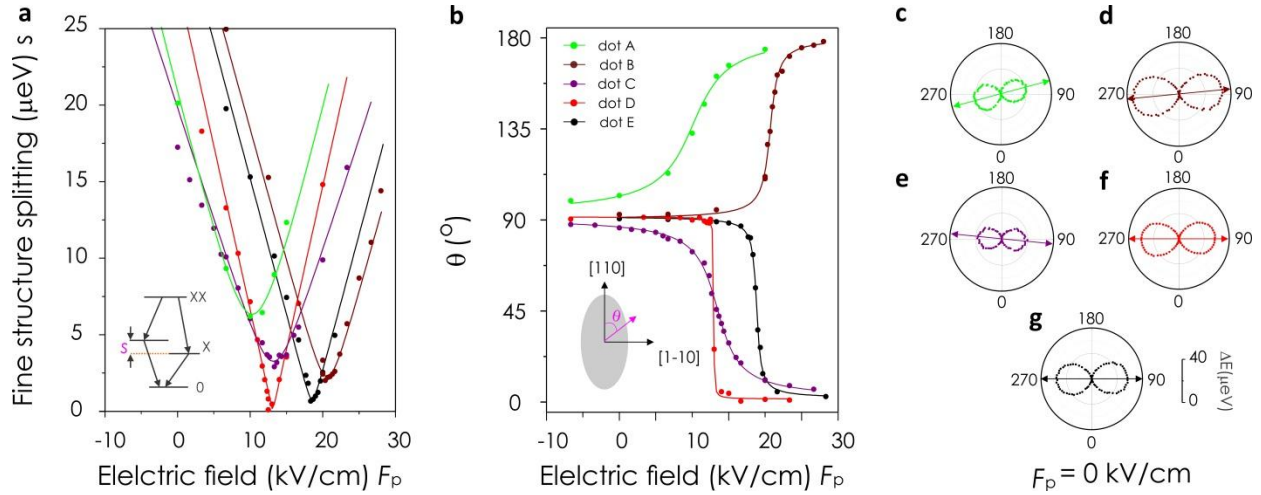 a
Fine structure splitting (μeV) s
25
20
15
10
5
0
-10
0
10
20
30
Elelctric field (kV/cm) Fp
S
XX
X
0
b
θ (°)
180
135
90
45
0
-10
0
10
20
30
Elelctric field (kV/cm) Fp
dot A
dot B
dot C
dot D
dot E
[110]
θ
[1-10]
c
180
270
90
0
d
180
270
90
0
e
180
270
90
0
f
180
270
90
0
g
180
270
90
0
40
0
ΔE(μeV)
Fp = 0 kV/cm